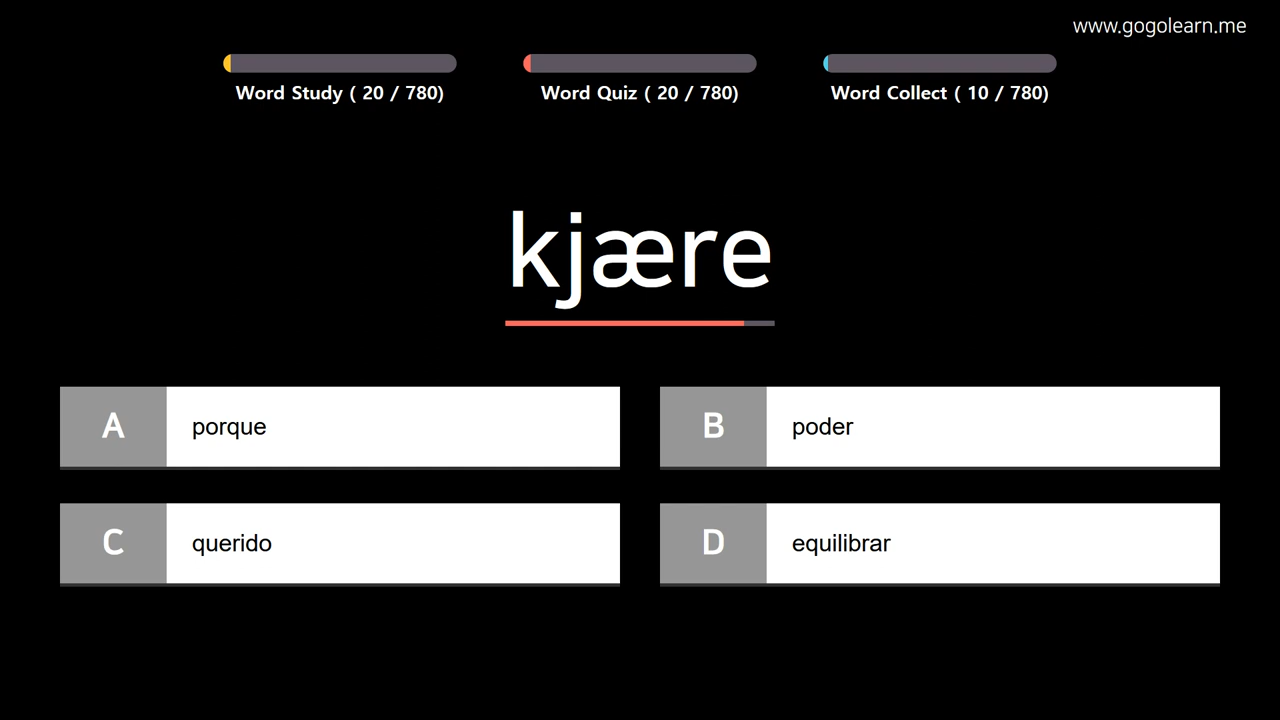 www.gogolearn.me
Word Study ( 20 / 780)
Word Quiz ( 20 / 780)
Word Collect ( 10 / 780)
kjære
A porque
B poder
C querido
D equilibrar